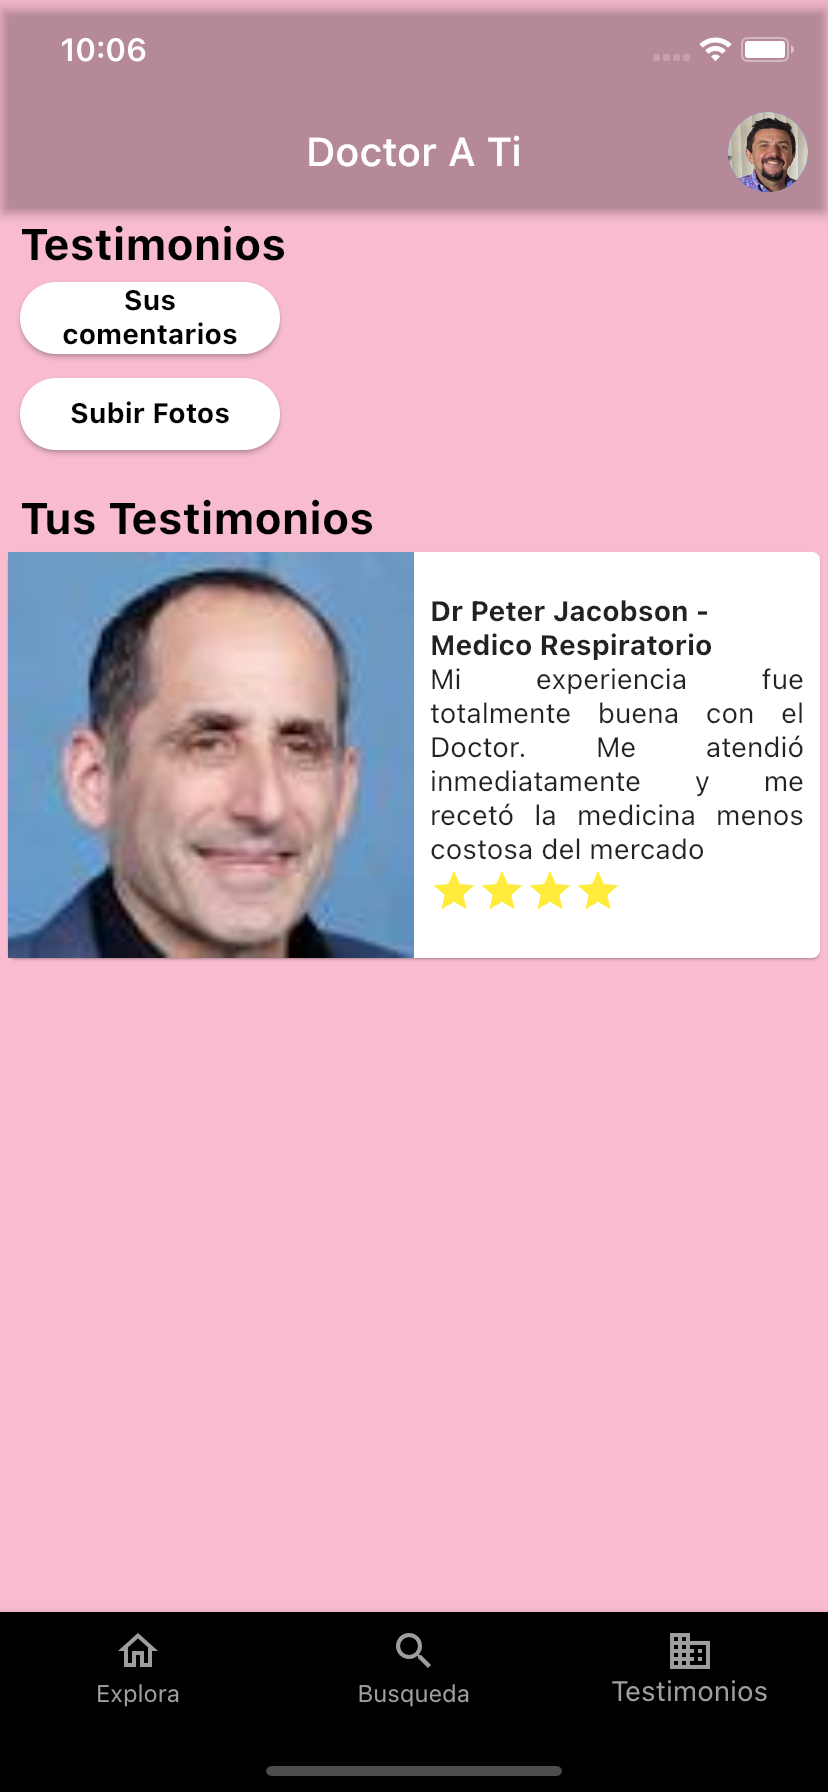 10:06
Doctor A Ti
Testimonios
Sus
comentarios
Subir Fotos
Tus Testimonios
Dr Peter Jacobson -
Medico Respiratorio
Mi experiencia fue
totalmente buena con el
Doctor. Me atendió
inmediatamente y me
recetó la medicina menos
costosa del mercado
Explora
Busqueda
Testimonios